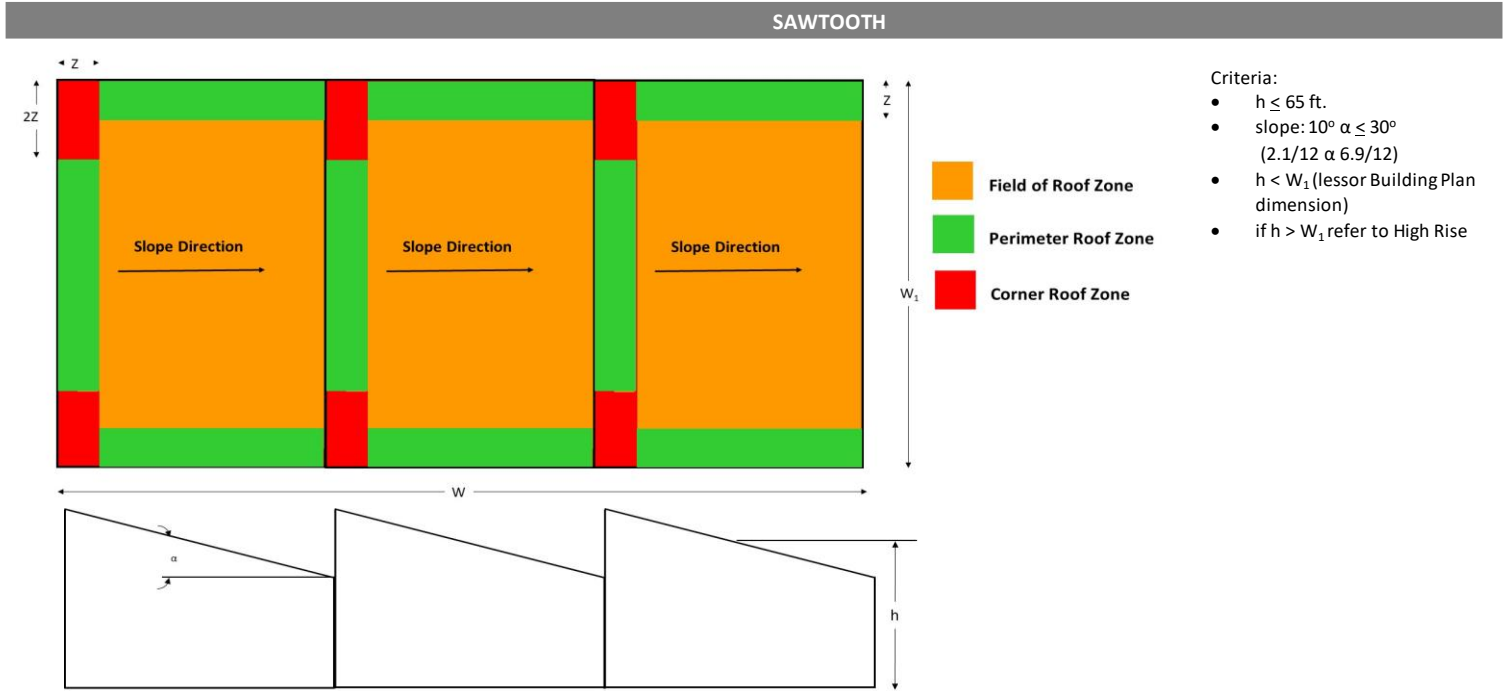 SAWTOOTH
Z
2Z
Z
Criteria:
• h ≤ 65 ft.
• slope: 10° α ≤ 30°
(2.1/12 α 6.9/12)
• h < W₁ (lessor Building Plan
dimension)
• if h > W₁ refer to High Rise
Field of Roof Zone
Perimeter Roof Zone
Corner Roof Zone
Slope Direction
Slope Direction
Slope Direction
W₁
W
α
h